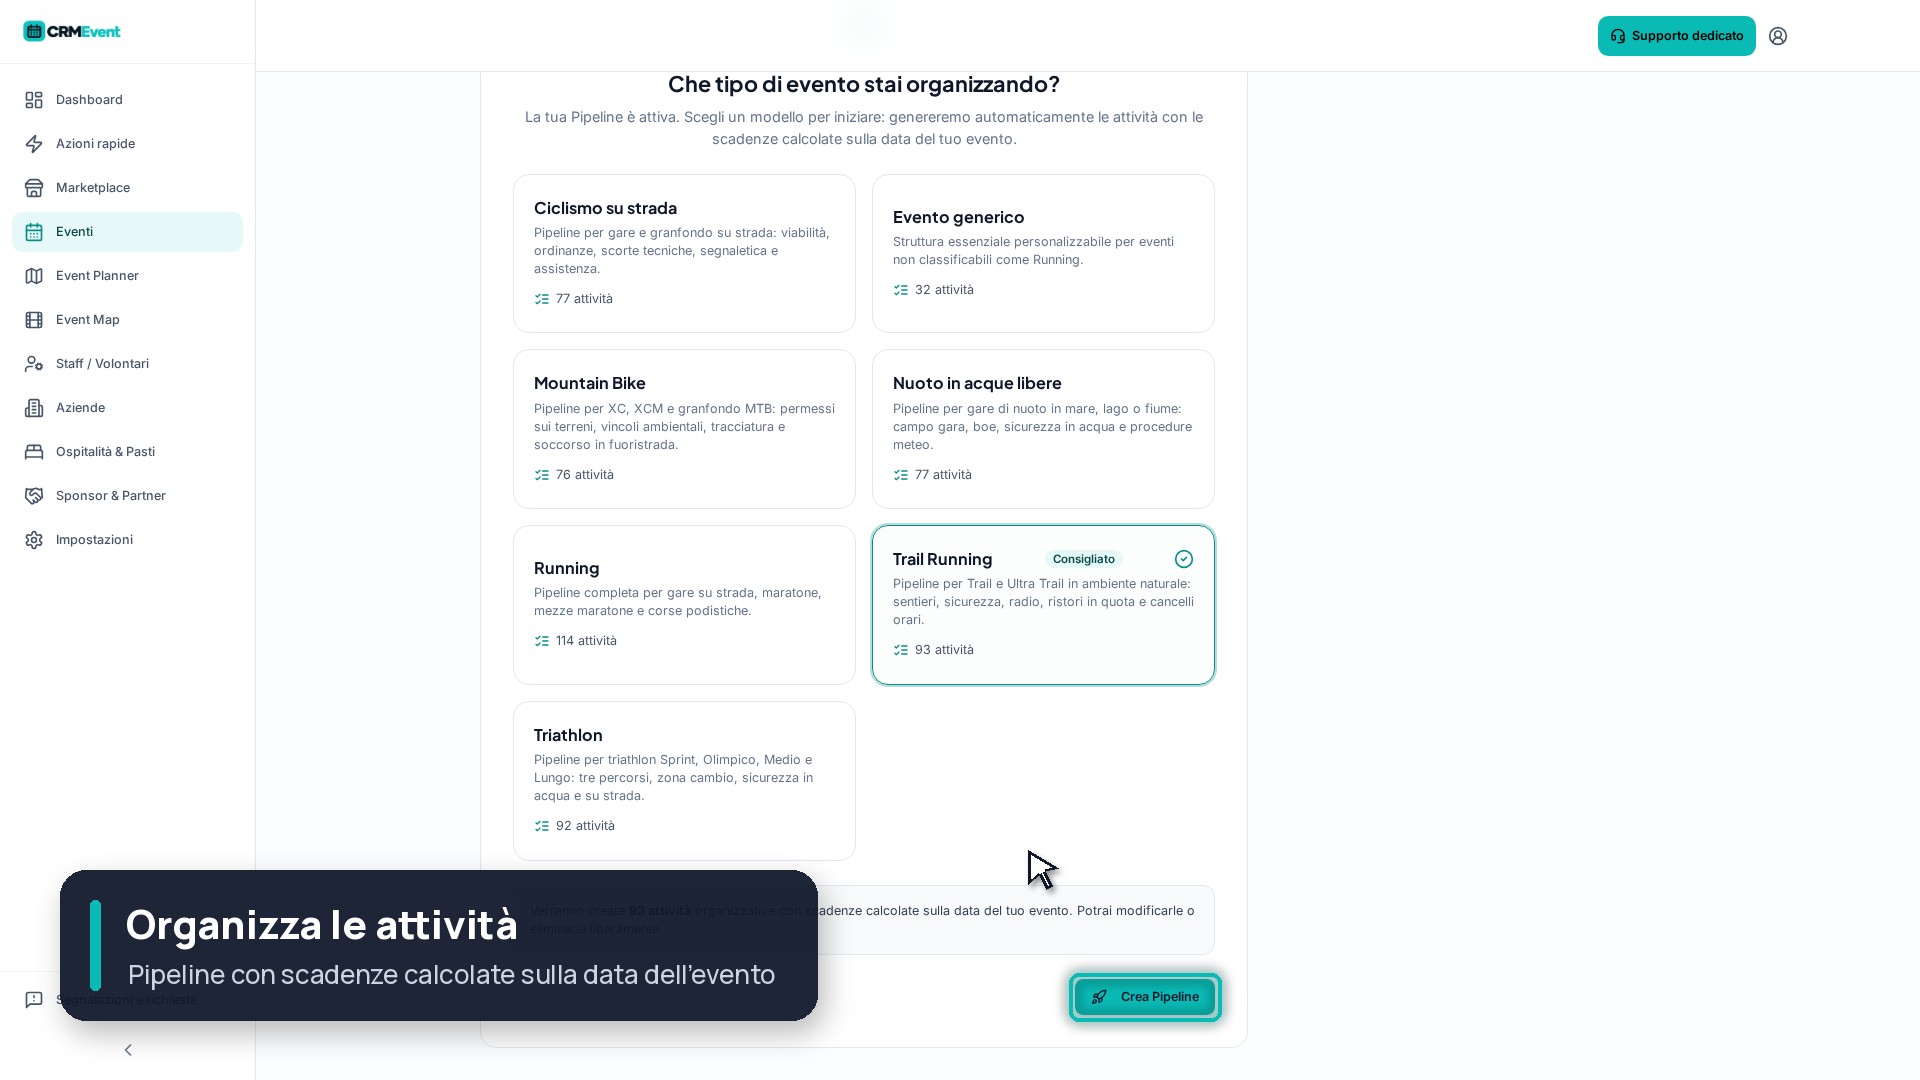 CRMEvent
Supporto dedicato
Dashboard
Azioni rapide
Marketplace
Eventi
Event Planner
Event Map
Staff / Volontari
Aziende
Ospitalità & Pasti
Sponsor & Partner
Impostazioni
Segnalazioni e richieste
Che tipo di evento stai organizzando?
La tua Pipeline è attiva. Scegli un modello per iniziare: genereremo automaticamente le attività con le
scadenze calcolate sulla data del tuo evento.
Ciclismo su strada
Pipeline per gare e granfondo su strada: viabilità,
ordinanze, scorte tecniche, segnaletica e
assistenza.
77 attività
Evento generico
Struttura essenziale personalizzabile per eventi
non classificabili come Running.
32 attività
Mountain Bike
Pipeline per XC, XCM e granfondo MTB: permessi
sui terreni, vincoli ambientali, tracciatura e
soccorso in fuoristrada.
76 attività
Nuoto in acque libere
Pipeline per gare di nuoto in mare, lago o fiume:
campo gara, boe, sicurezza in acqua e procedure
meteo.
77 attività
Running
Pipeline completa per gare su strada, maratone,
mezze maratone e corse podistiche.
114 attività
Trail Running
Consigliato
Pipeline per Trail e Ultra Trail in ambiente naturale:
sentieri, sicurezza, radio, ristori in quota e cancelli
orari.
93 attività
Triathlon
Pipeline per triathlon Sprint, Olimpico, Medio e
Lungo: tre percorsi, zona cambio, sicurezza in
acqua e su strada.
92 attività
Verranno create 93 attività organizzative con scadenze calcolate sulla data del tuo evento. Potrai modificarle o
eliminarle liberamente.
Crea Pipeline
Organizza le attività
Pipeline con scadenze calcolate sulla data dell'evento